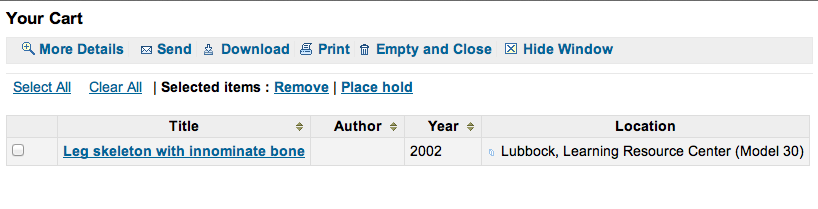 Your Cart
More Details Send Download Print Empty and Close Hide Window
Select All Clear All | Selected items : Remove | Place hold
Title Author Year Location
Leg skeleton with innominate bone 2002 Lubbock, Learning Resource Center (Model 30)